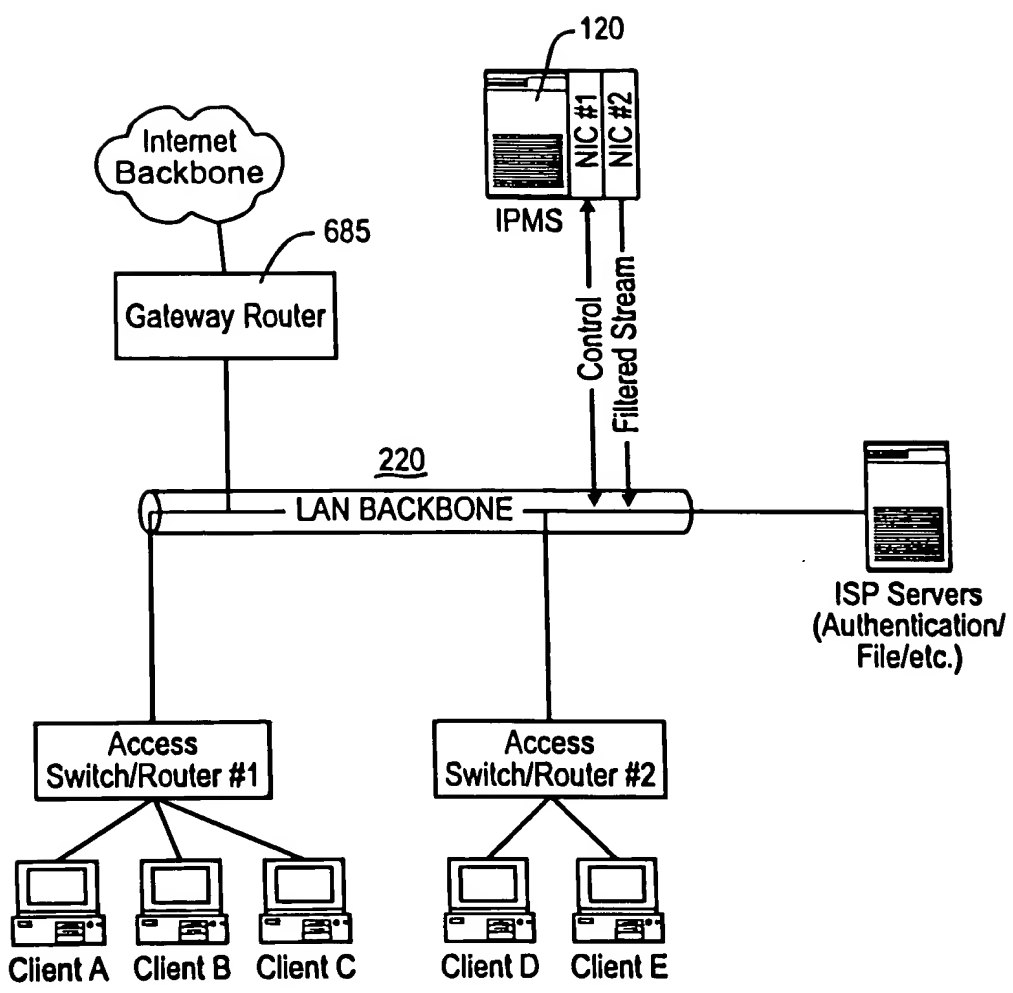 120
NIC #1
NIC #2
IPMS
Internet
Backbone
685
Gateway Router
Control
Filtered Stream
220
LAN BACKBONE
ISP Servers
(Authentication/
File/etc.)
Access
Switch/Router #1
Access
Switch/Router #2
Client A
Client B
Client C
Client D
Client E